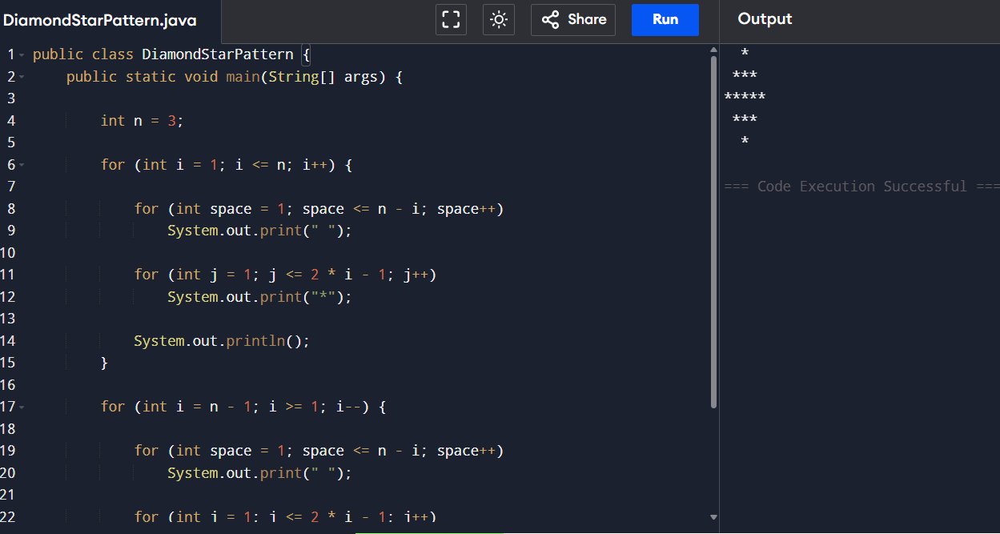 DiamondStarPattern.java Share Run Output
1 public class DiamondStarPattern {
2     public static void main(String[] args) {
3
4         int n = 3;
5
6         for (int i = 1; i <= n; i++) {
7
8             for (int space = 1; space <= n - i; space++)
9                 System.out.print(" ");
10
11             for (int j = 1; j <= 2 * i - 1; j++)
12                 System.out.print("*");
13
14             System.out.println();
15         }
16
17         for (int i = n - 1; i >= 1; i--) {
18
19             for (int space = 1; space <= n - i; space++)
20                 System.out.print(" ");
21
22             for (int j = 1; j <= 2 * i - 1; j++)
  *
 ***
*****
 ***
  *
=== Code Execution Successful ===